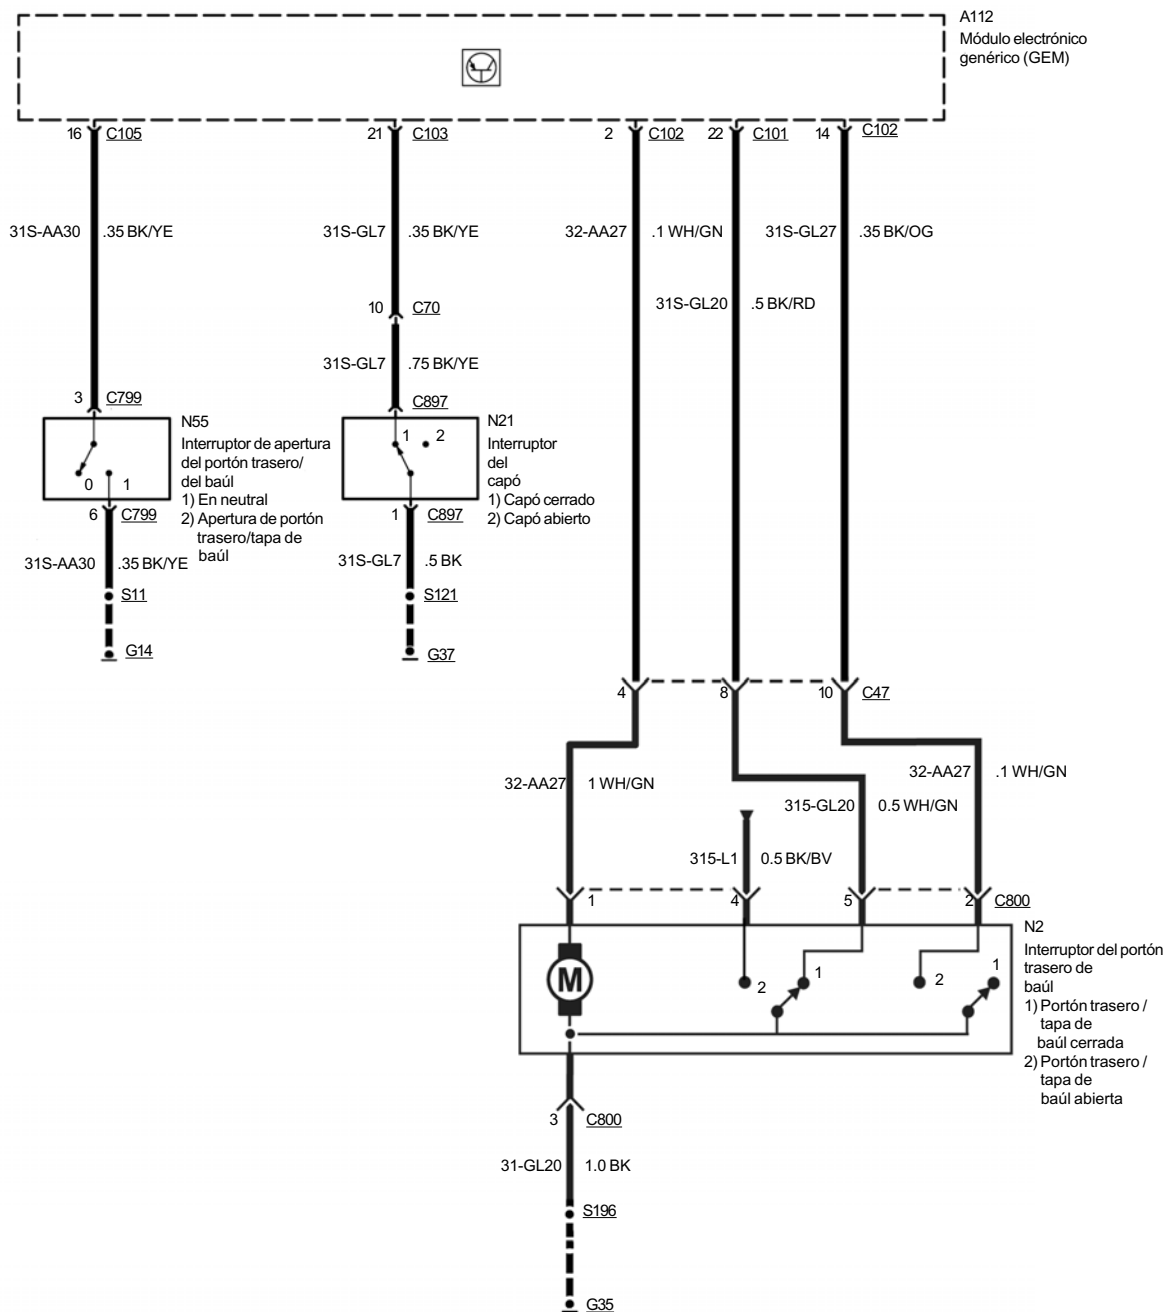 A112
Módulo electrónico
genérico (GEM)
16 C105
21 C103
2 C102
22 C101
14 C102
31S-AA30 .35 BK/YE
31S-GL7 .35 BK/YE
32-AA27 .1 WH/GN
31S-GL27 .35 BK/OG
31S-GL20 .5 BK/RD
10 C70
31S-GL7 .75 BK/YE
3 C799
C897
N55
Interruptor de apertura
del portón trasero/
del baúl
1) En neutral
2) Apertura de portón
trasero/tapa de
baúl
0 1
1 2
N21
Interruptor
del
capó
1) Capó cerrado
2) Capó abierto
6 C799
1 C897
31S-AA30 .35 BK/YE
31S-GL7 .5 BK
S11
S121
G14
G37
4 8 10 C47
32-AA27 1 WH/GN
32-AA27 .1 WH/GN
315-GL20 0.5 WH/GN
315-L1 0.5 BK/BV
1 4 5 2 C800
N2
Interruptor del portón
trasero de
baúl
1) Portón trasero /
tapa de
baúl cerrada
2) Portón trasero /
tapa de
baúl abierta
M
2 1 2 1
3 C800
31-GL20 1.0 BK
S196
G35